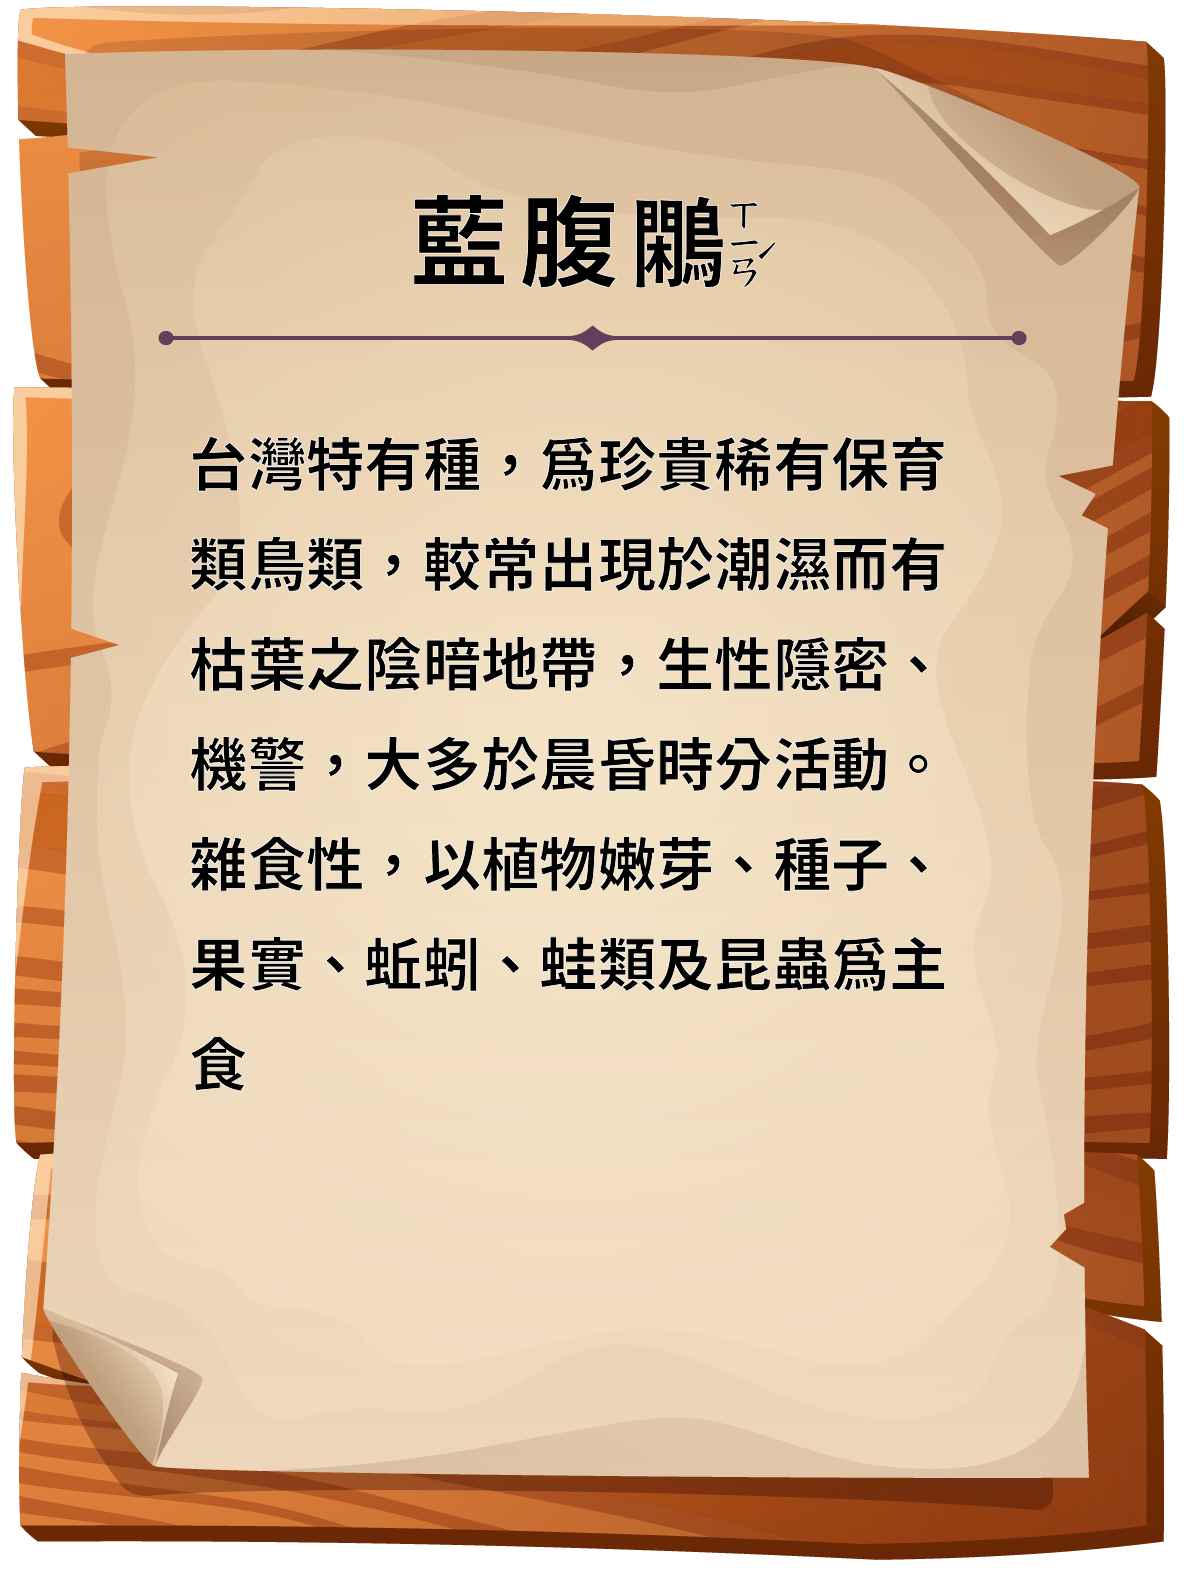 藍腹鷴ㄒㄧㄢˊ
台灣特有種，爲珍貴稀有保育
類鳥類，較常出現於潮濕而有
枯葉之陰暗地帶，生性隱密、
機警，大多於晨昏時分活動。
雜食性，以植物嫩芽、種子、
果實、蚯蚓、蛙類及昆蟲爲主
食